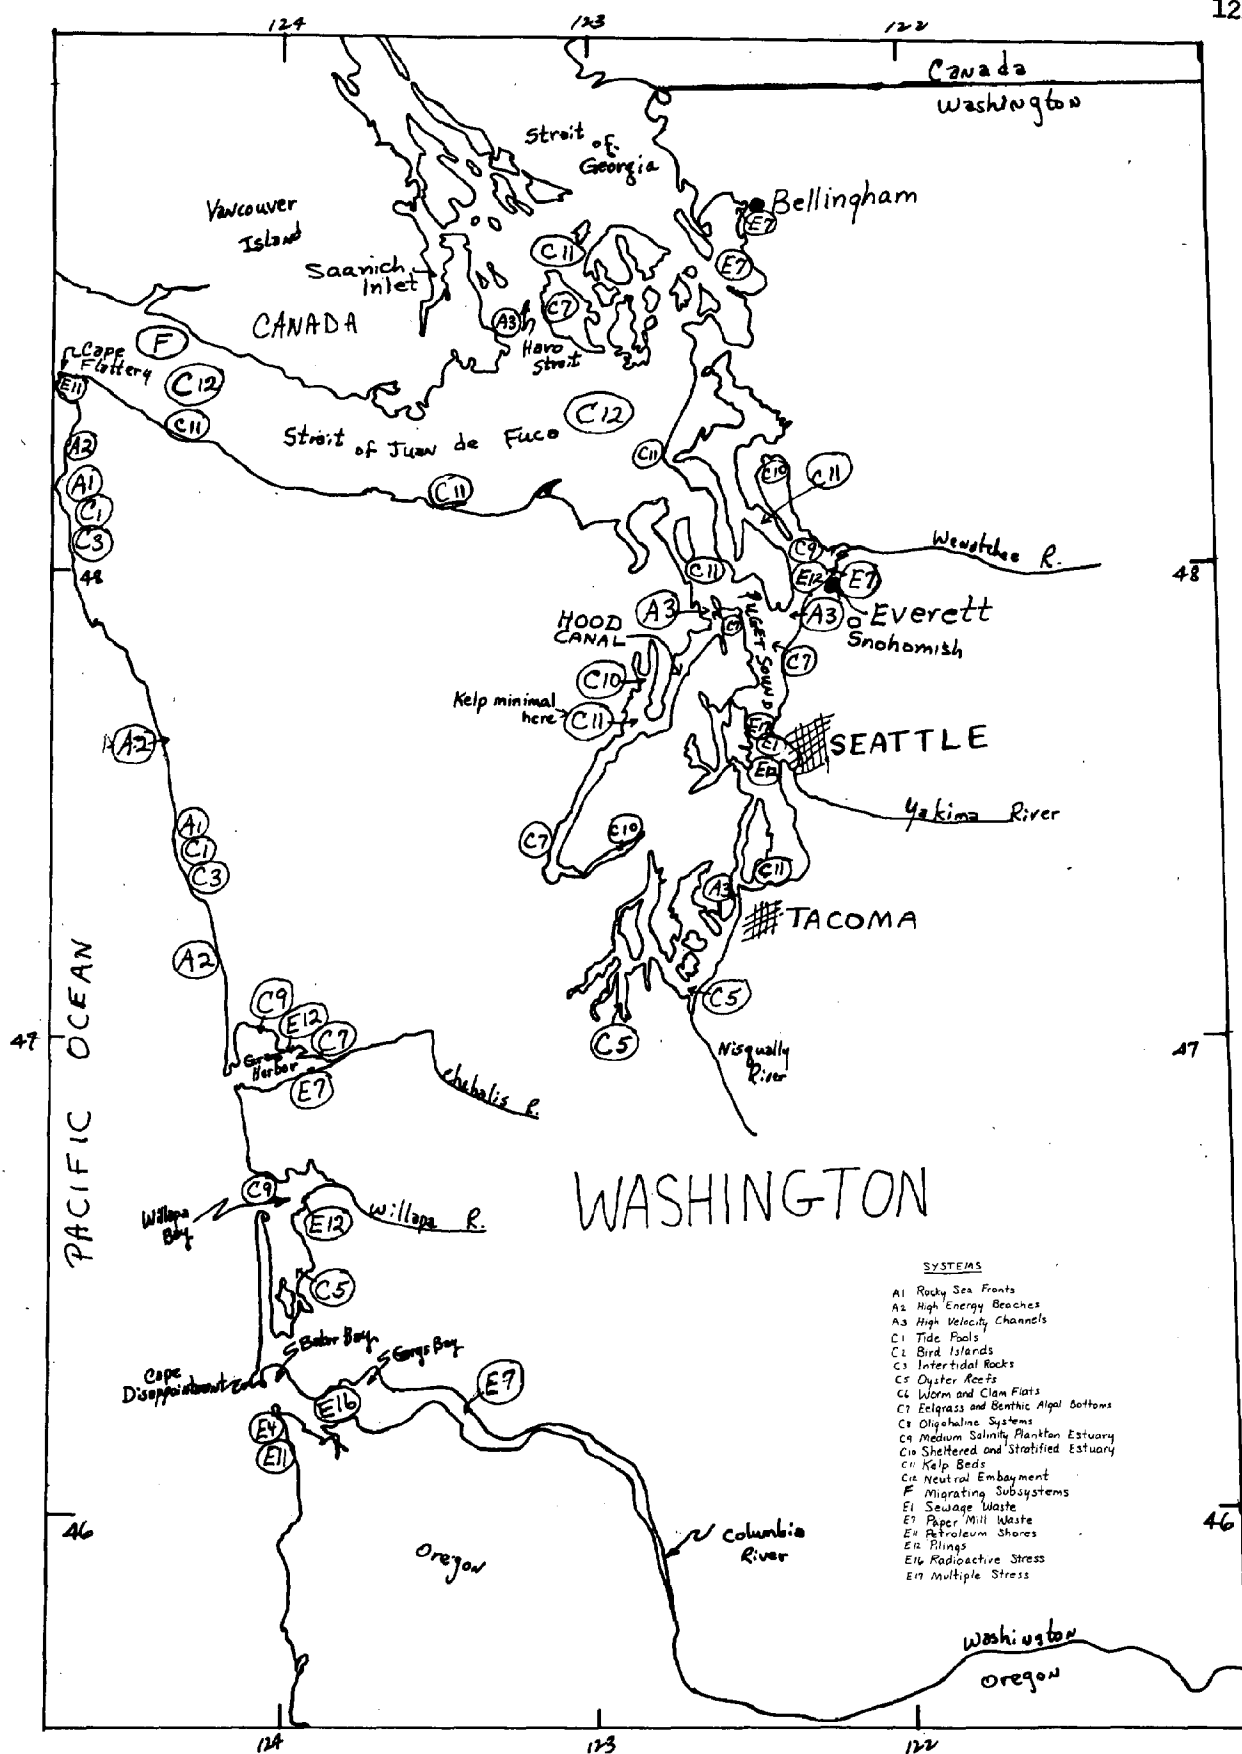 12
124
123
122
Canada
Washington
Strait
of
Georgia
Bellingham
E7
Vancouver
Island
C11
E7
Saanich
Inlet
C7
CANADA
A3
Haro
Strait
F
Cape
Flattery
C12
E11
C12
C11
Strait of Juan de Fuca
A2
C11
C10
C11
A1
C11
C1
C3
Wenatchee R.
C9
48
C11
E12
E7
48
A3
PUGET SOUND
A3
Everett
HOOD
CANAL
C7
Snohomish
C7
C10
Kelp minimal
here
C11
E17
A2
E1
SEATTLE
E12
Yakima River
A1
C7
C10
C1
C3
C11
A3
TACOMA
A2
C5
C9
E12
C7
C5
47
PACIFIC OCEAN
Grays
Harbor
Nisqually
River
47
E7
Chehalis R.
WASHINGTON
C9
Willapa
Bay
Willapa R.
E12
C5
SYSTEMS
A1 Rocky Sea Fronts
A2 High Energy Beaches
A3 High Velocity Channels
C1 Tide Pools
C2 Bird Islands
C3 Intertidal Rocks
C5 Oyster Reefs
C6 Worm and Clam Flats
C7 Eelgrass and Benthic Algal Bottoms
C8 Oligohaline Systems
C9 Medium Salinity Plankton Estuary
C10 Sheltered and Stratified Estuary
C11 Kelp Beds
C12 Neutral Embayment
F Migrating Subsystems
E1 Sewage Waste
E7 Paper Mill Waste
E11 Petroleum Shores
E12 Pilings
E16 Radioactive Stress
E17 Multiple Stress
Baker Bay
Grays Bay
Cape
Disappointment
E7
E16
E4
E11
46
46
Columbia
River
Oregon
Washington
Oregon
124
123
122